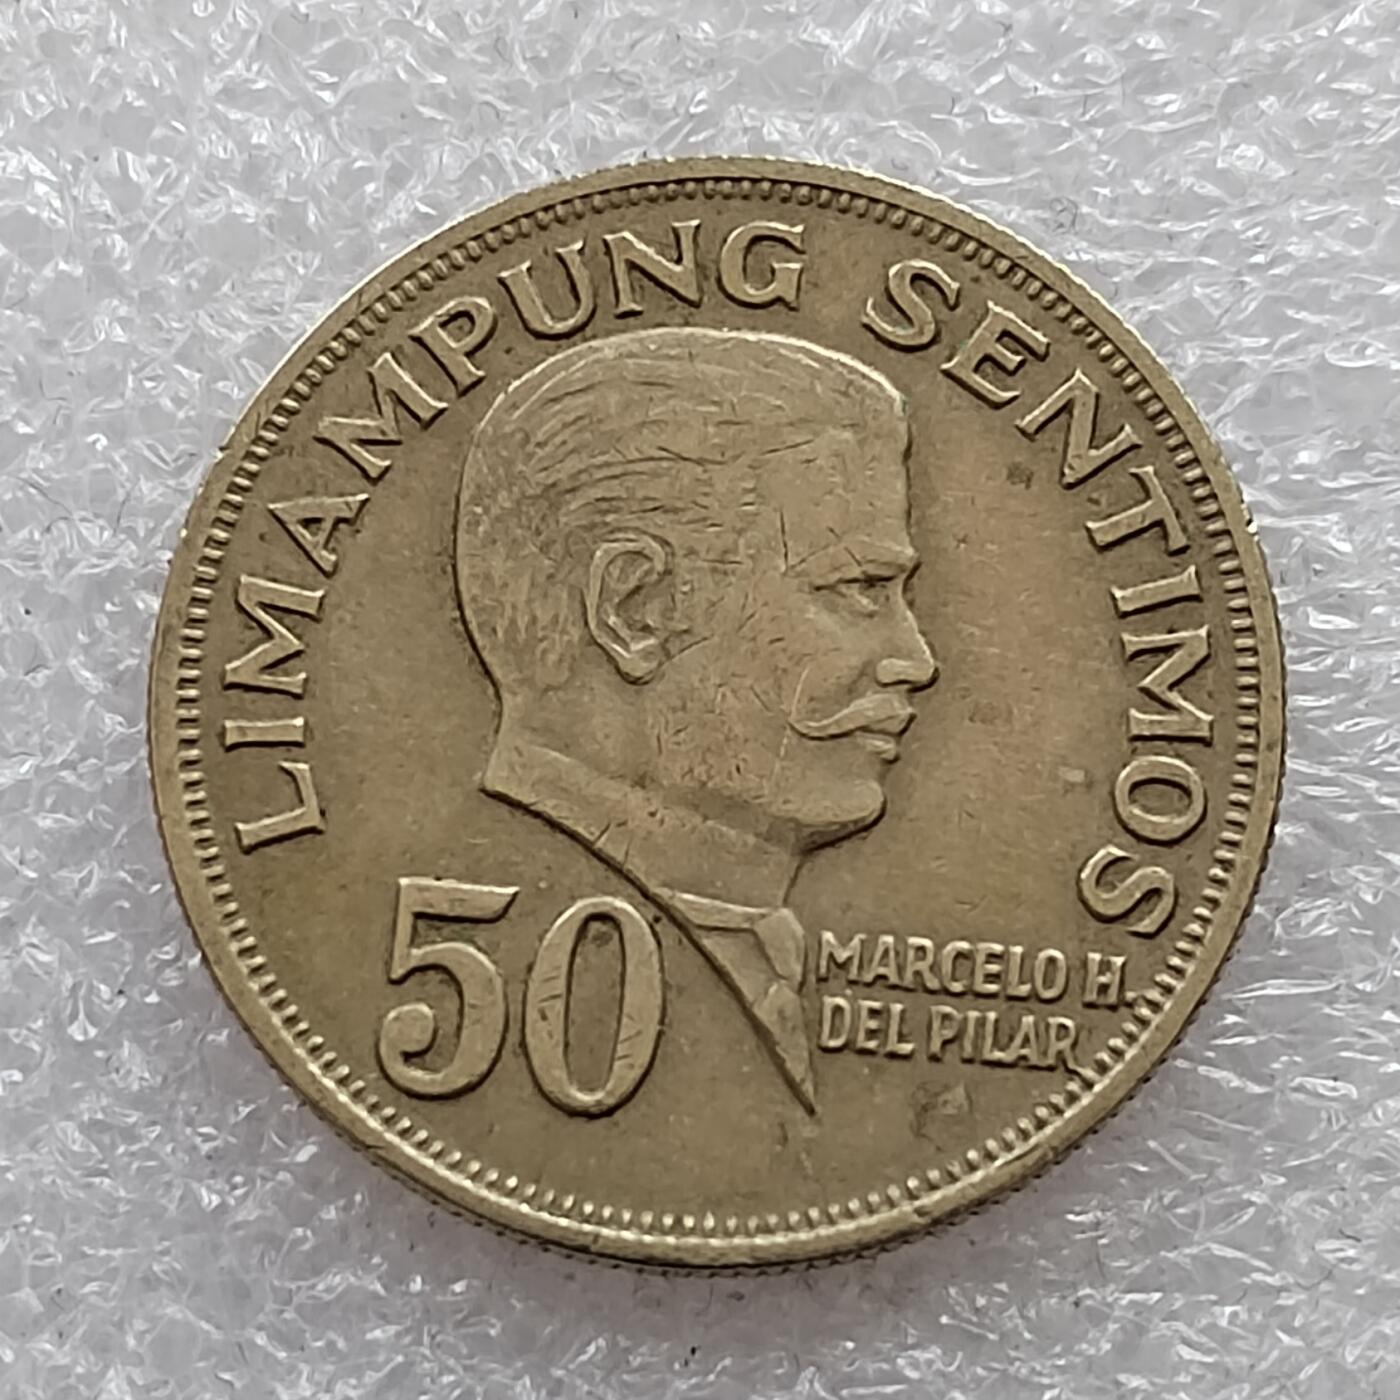 LIMAMPUNG SENTIMOS
50
MARCELO H.
DEL PILAR